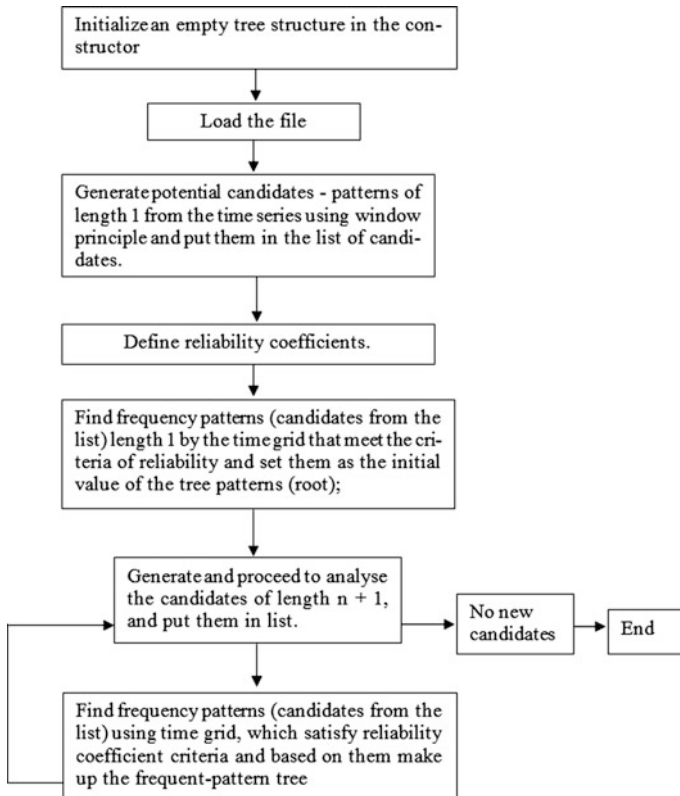 Initialize an empty tree structure in the con-
structor
Load the file
Generate potential candidates - patterns of
length 1 from the time series using window
principle and put them in the list of candi-
dates.
Define reliability coefficients.
Find frequency patterns (candidates from the
list) length 1 by the time grid that meet the cri-
teria of reliability and set them as the initial
value of the tree patterns (root);
Generate and proceed to analyse
the candidates of length n + 1,
and put them in list.
No new
candidates
End
Find frequency patterns (candidates from the
list) using time grid, which satisfy reliability
coefficient criteria and based on them make
up the frequent-pattern tree